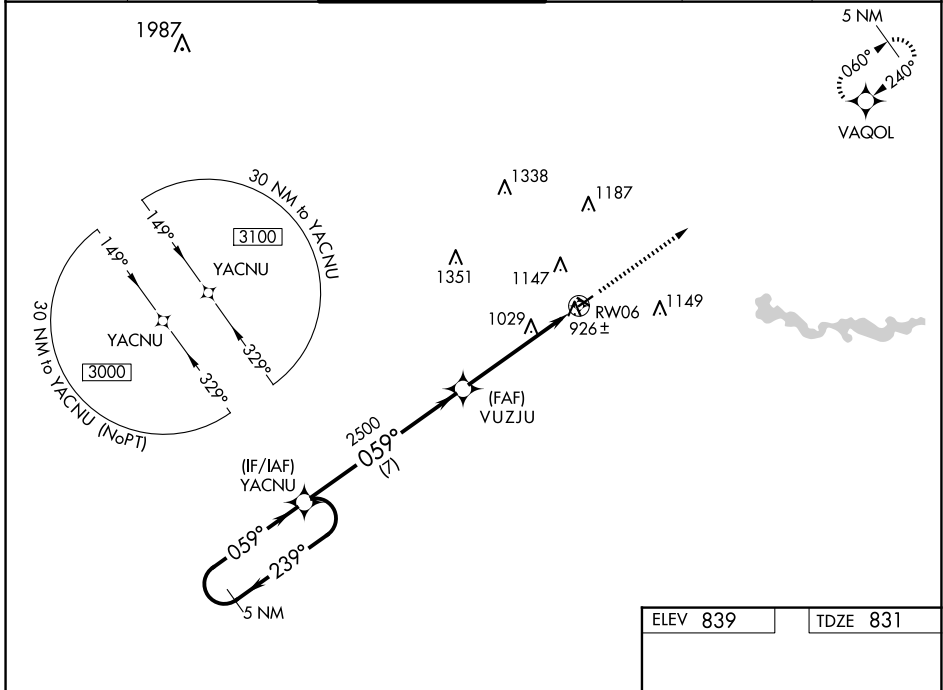 1987
5 NM
060°
240°
VAQOL
30 NM to YACNU
149°
3100
YACNU
329°
149°
YACNU
329°
3000
30 NM to YACNU (NoPT)
1338
1187
1351
1147
1029
RW06
926±
1149
(FAF)
VUZJU
2500
059°
(7)
(IF/IAF)
YACNU
059°
239°
5 NM
ELEV 839
TDZE 831